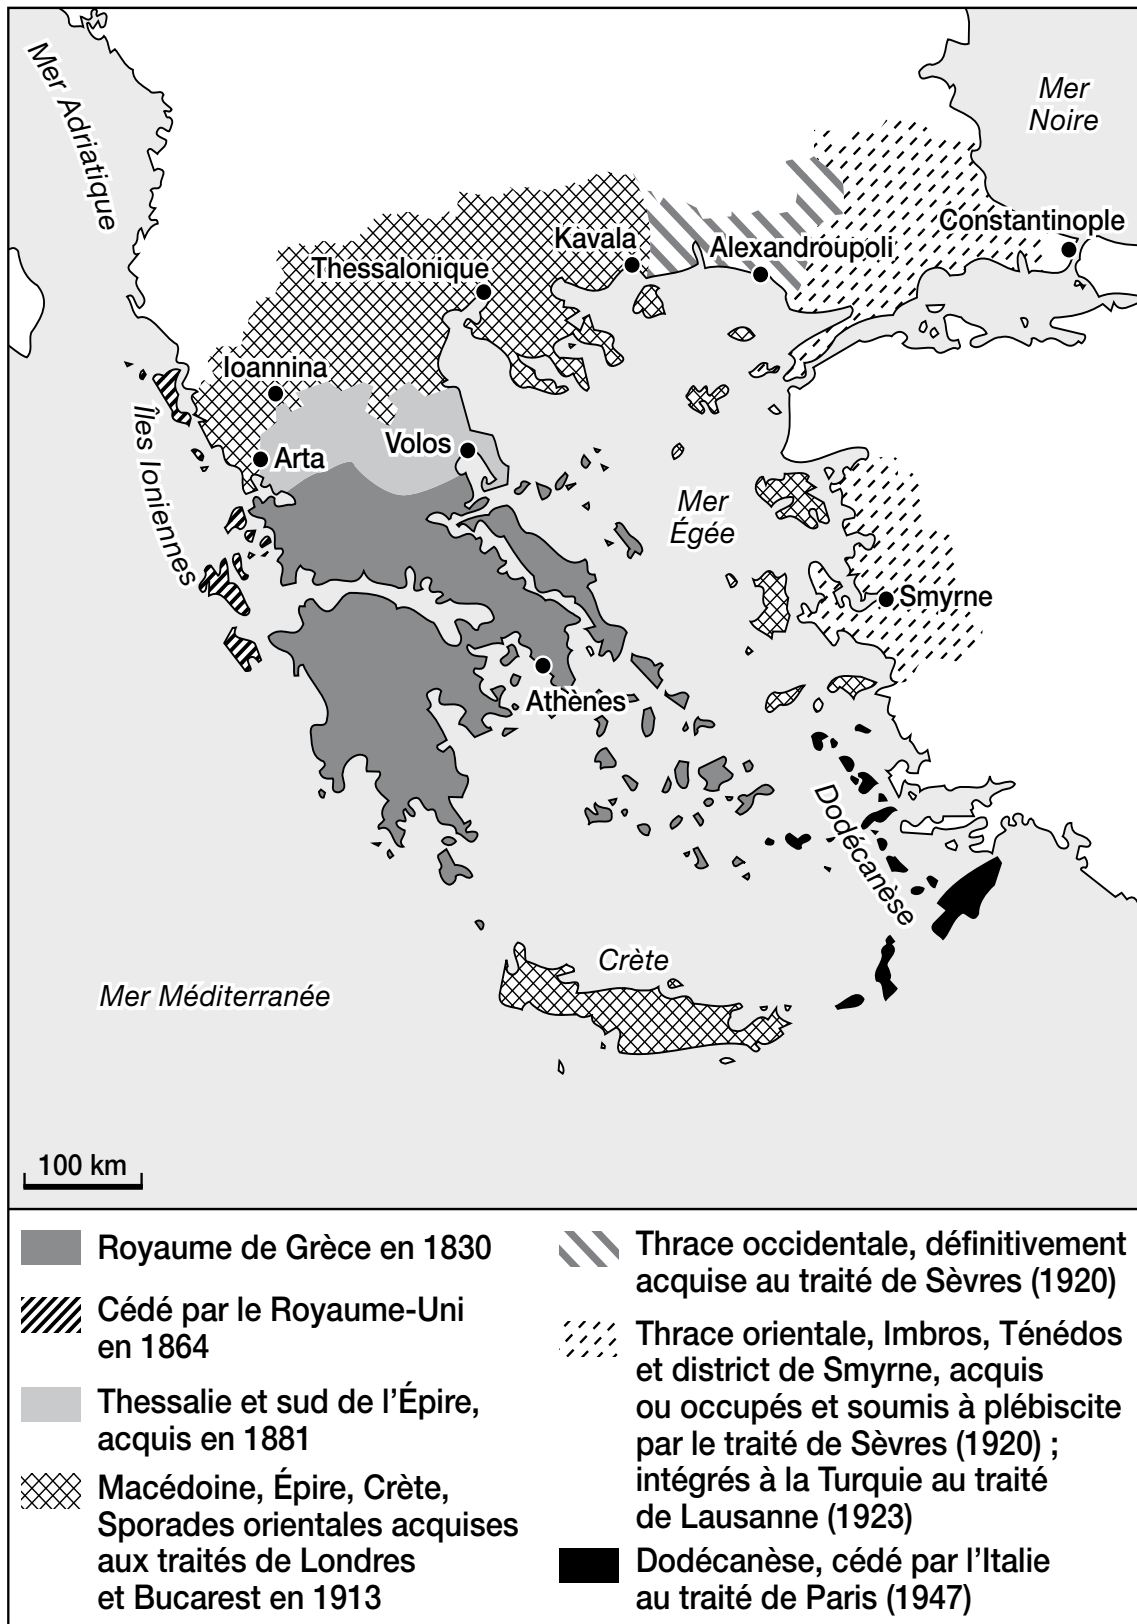 Mer Adriatique
Mer
Noire
Constantinople
Kavala
Alexandroupoli
Thessalonique
Ioannina
Îles Ioniennes
Arta
Volos
Mer
Égée
Smyrne
Athènes
Dodécanèse
Crète
Mer Méditerranée
100 km
Royaume de Grèce en 1830
Cédé par le Royaume-Uni
en 1864
Thessalie et sud de l’Épire,
acquis en 1881
Macédoine, Épire, Crète,
Sporades orientales acquises
aux traités de Londres
et Bucarest en 1913
Thrace occidentale, définitivement
acquise au traité de Sèvres (1920)
Thrace orientale, Imbros, Ténédos
et district de Smyrne, acquis
ou occupés et soumis à plébiscite
par le traité de Sèvres (1920) ;
intégrés à la Turquie au traité
de Lausanne (1923)
Dodécanèse, cédé par l’Italie
au traité de Paris (1947)